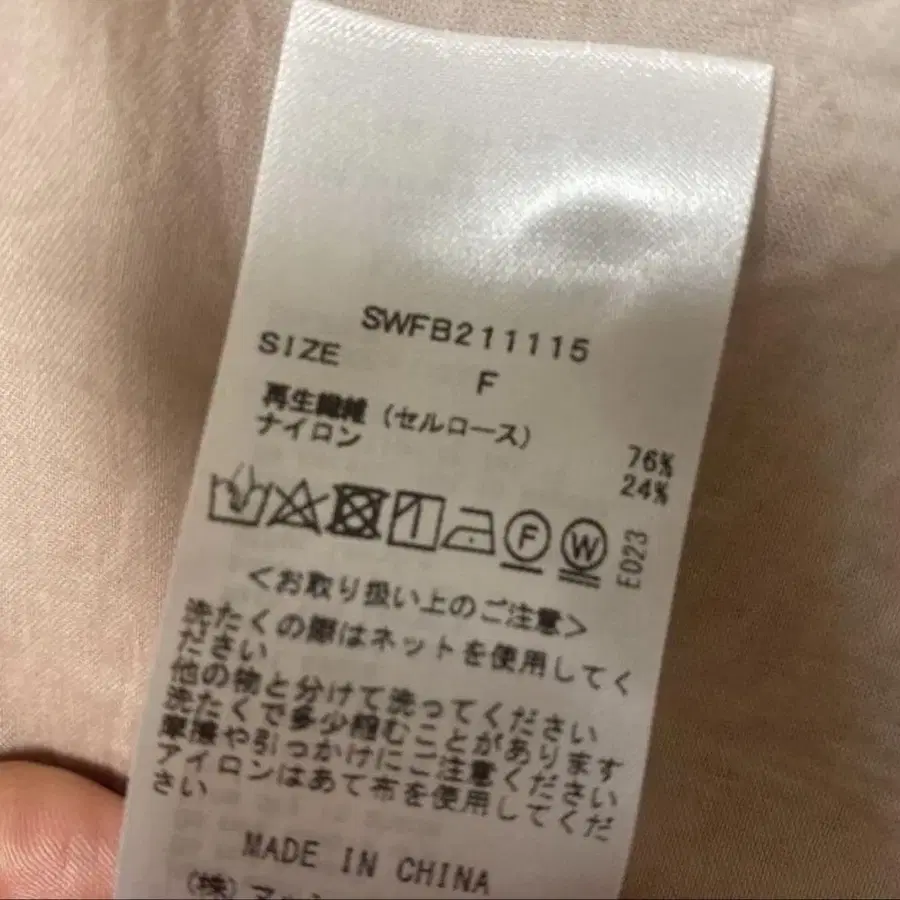 SWFB211115
SIZE
F
再生繊維 (セルロース) 76%
ナイロン 24%
F W E023
<お取り扱い上のご注意>
洗たくの際はネットを使用してく
ださい
他の物と分けて洗ってください
洗たくで多少縮むことがあります
摩擦や引っかけにご注意ください
アイロンはあて布を使用してくだ
さい
MADE IN CHINA
(株)マッシ